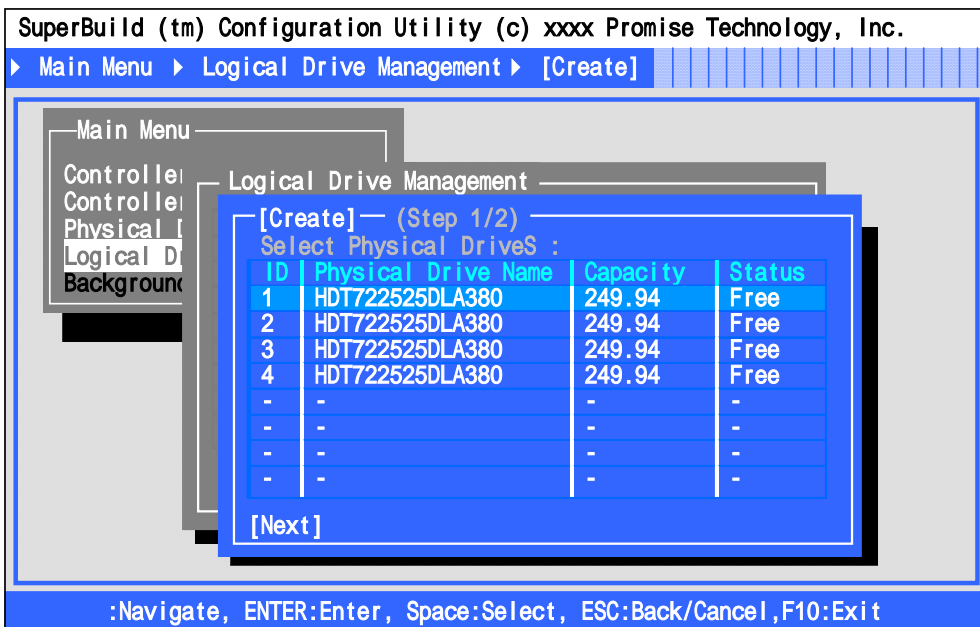 SuperBuild (tm) Configuration Utility (c) xxxx Promise Technology, Inc.
Main Menu Logical Drive Management [Create]
Main Menu
Controller
Controller
Physical D
Logical Dr
Background
Logical Drive Management
[Create] (Step 1/2)
Select Physical DriveS :
ID Physical Drive Name Capacity Status
1 HDT722525DLA380 249.94 Free
2 HDT722525DLA380 249.94 Free
3 HDT722525DLA380 249.94 Free
4 HDT722525DLA380 249.94 Free
- - - -
- - - -
- - - -
- - - -
[Next]
:Navigate, ENTER:Enter, Space:Select, ESC:Back/Cancel,F10:Exit